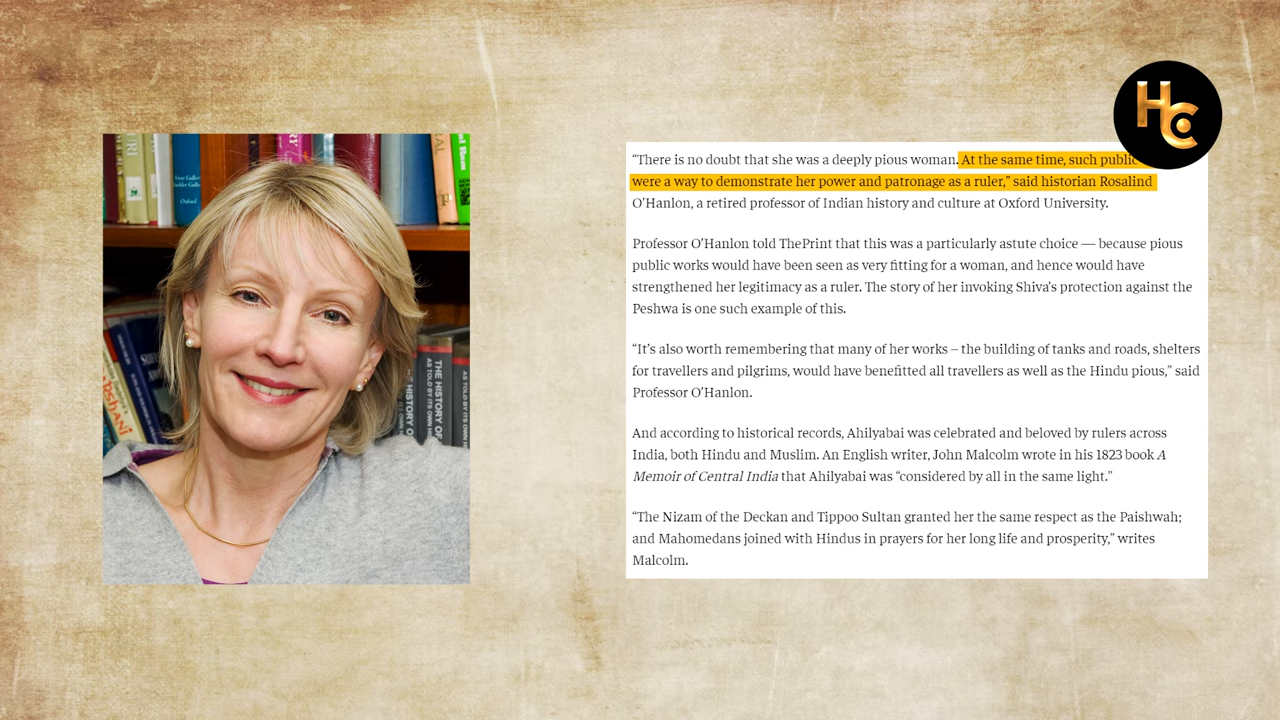 HC
"There is no doubt that she was a deeply pious woman. At the same time, such public
were a way to demonstrate her power and patronage as a ruler," said historian Rosalind
O'Hanlon, a retired professor of Indian history and culture at Oxford University.
Professor O'Hanlon told ThePrint that this was a particularly astute choice — because pious
public works would have been seen as very fitting for a woman, and hence would have
strengthened her legitimacy as a ruler. The story of her invoking Shiva's protection against the
Peshwa is one such example of this.
"It's also worth remembering that many of her works – the building of tanks and roads, shelters
for travellers and pilgrims, would have benefitted all travellers as well as the Hindu pious," said
Professor O'Hanlon.
And according to historical records, Ahilyabai was celebrated and beloved by rulers across
India, both Hindu and Muslim. An English writer, John Malcolm wrote in his 1823 book A
Memoir of Central India that Ahilyabai was "considered by all in the same light."
"The Nizam of the Deckan and Tippoo Sultan granted her the same respect as the Paishwah;
and Mahomedans joined with Hindus in prayers for her long life and prosperity," writes
Malcolm.
THE HISTORY O
AS TOLD BY ITS OWN H
Oxford